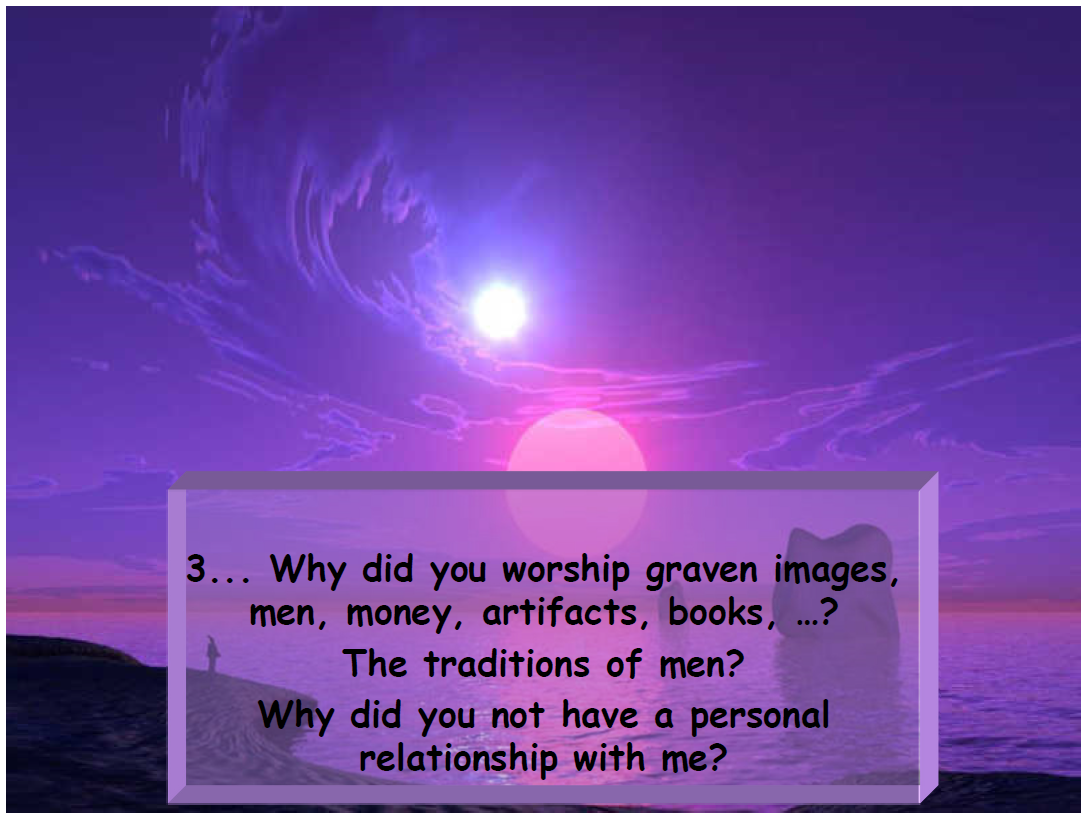 3... Why did you worship graven images,
men, money, artifacts, books, …?
The traditions of men?
Why did you not have a personal
relationship with me?